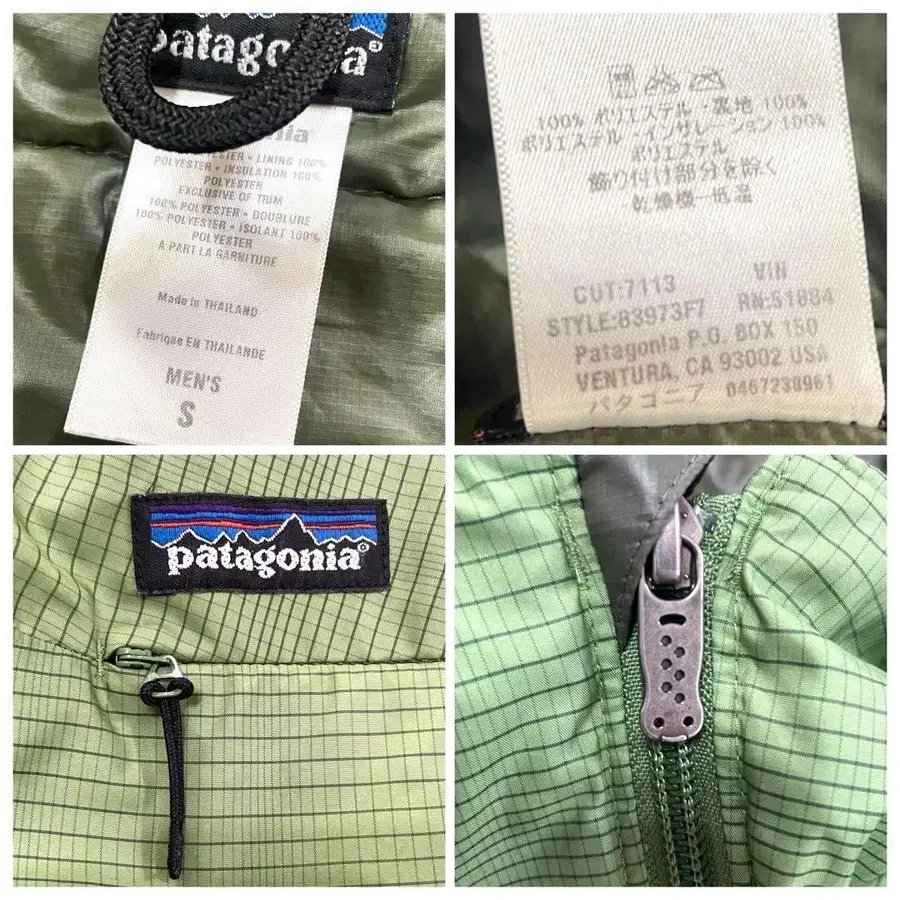 patagonia
POLYESTER • LINING 100%
POLYESTER • INSULATION 100%
POLYESTER
EXCLUSIVE OF TRIM
100% POLYESTER • DOUBLURE
100% POLYESTER • ISOLANT 100%
POLYESTER
A PART LA GARNITURE
Made in THAILAND
Fabrique EN THAILANDE
MEN'S
S
100% ポリエステル・裏地 100%
ポリエステル・インサレーション 100%
ポリエステル
飾り付け部分を除く
乾燥機－低温
CUT:7113 VIN
STYLE:83973F7 RN:51884
Patagonia P.O. BOX 150
VENTURA, CA 93002 USA
パタゴニア 0467238961
patagonia®